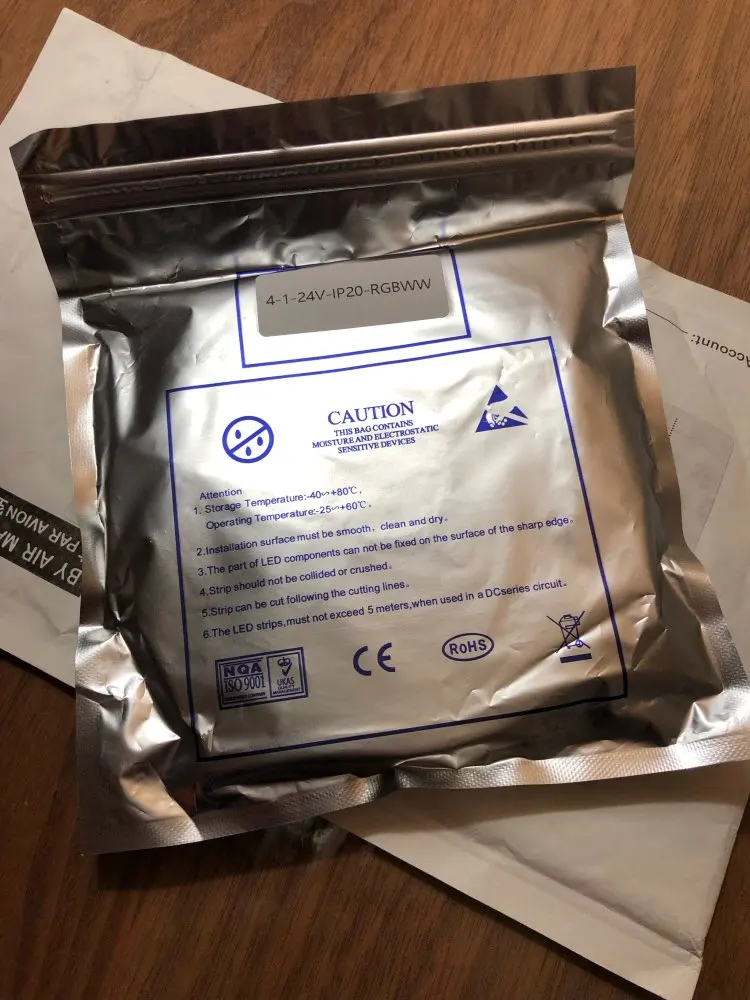 4-1-24V-IP20-RGBWW
CAUTION
THIS BAG CONTAINS
MOISTURE AND ELECTROSTATIC
SENSITIVE DEVICES
Attention
1. Storage Temperature:-40∽+80℃,
Operating Temperature:-25∽+60℃,
2.Installation surface must be smooth, clean and dry。
3.The part of LED components can not be fixed on the surface of the sharp edge。
4.Strip should not be collided or crushed。
5.Strip can be cut following the cutting lines。
6.The LED strips,must not exceed 5 meters,when used in a DCseries circuit.
NQA
ISO 9001
UKAS
QUALITY
MANAGEMENT
CE
RoHS
Account:
BY AIR
PAR AVION